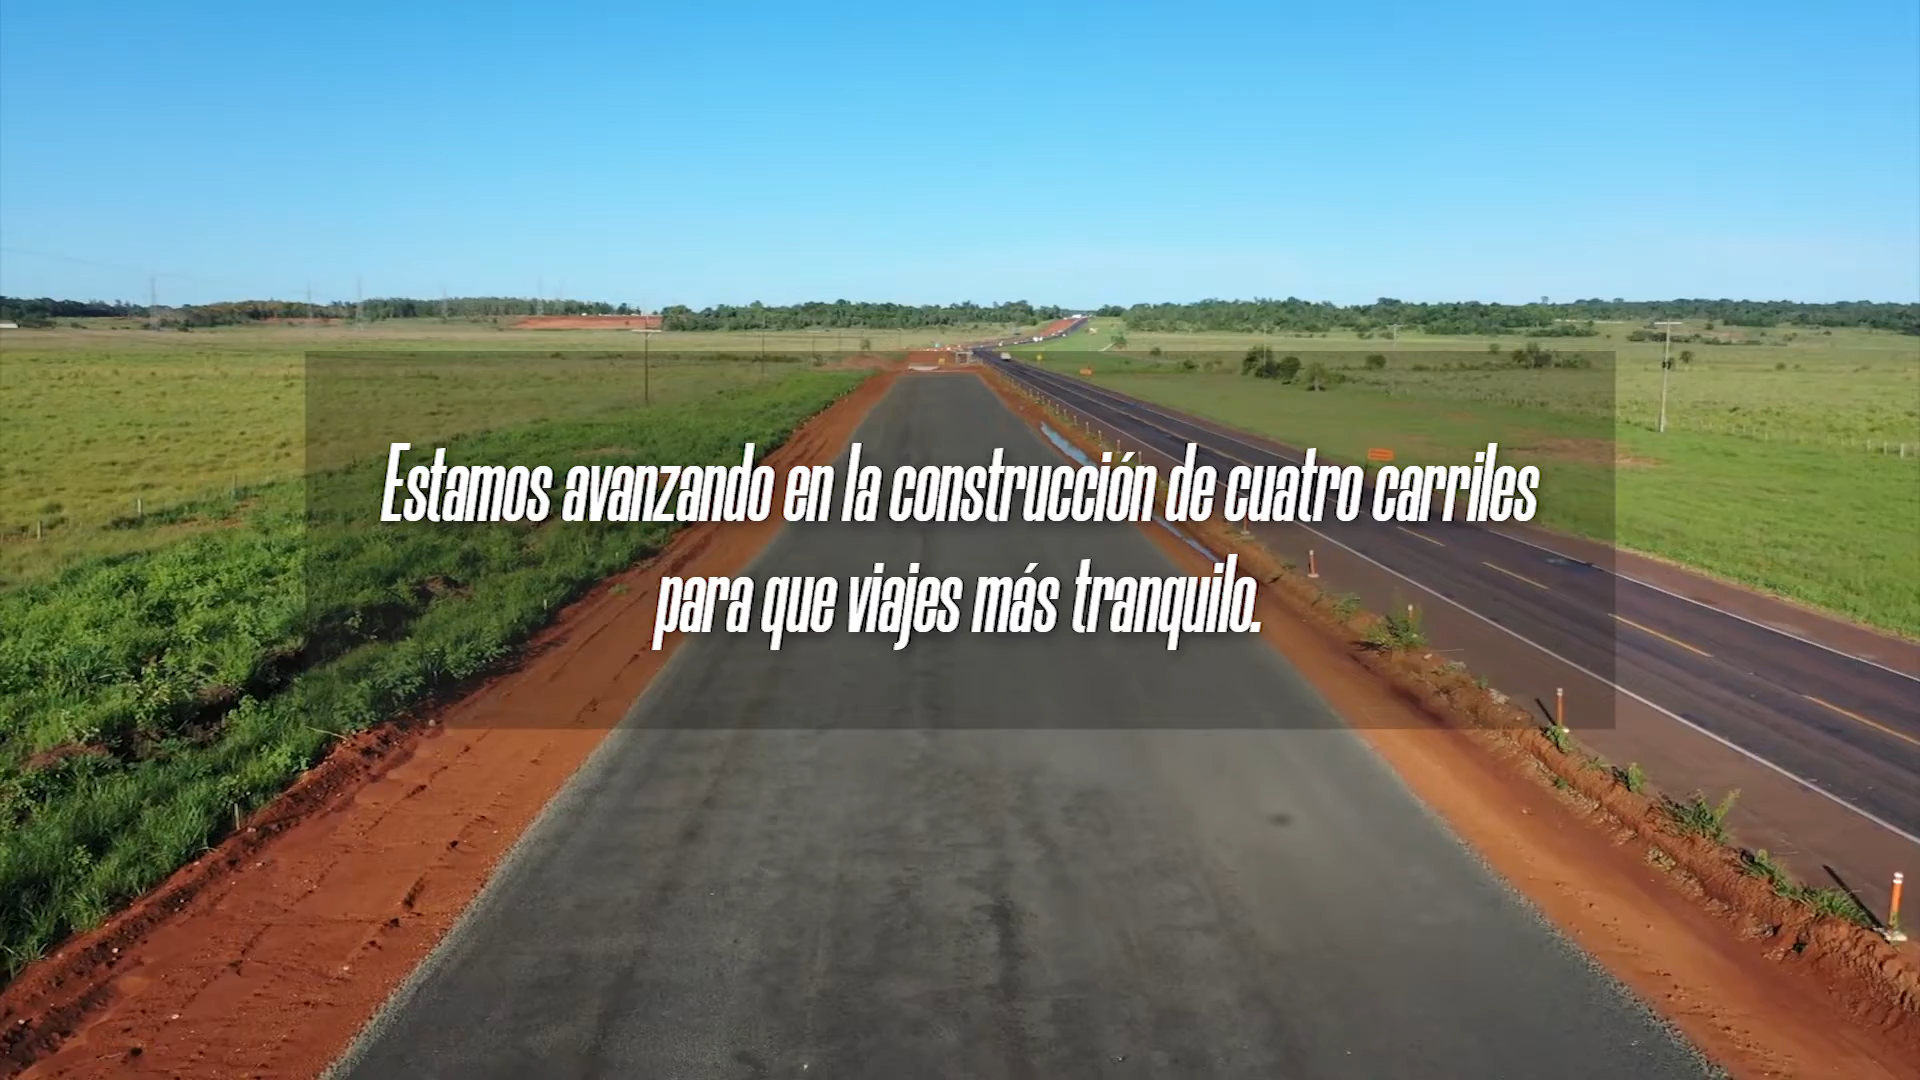 Estamos avanzando en la construcción de cuatro carriles
para que viajes más tranquilo.